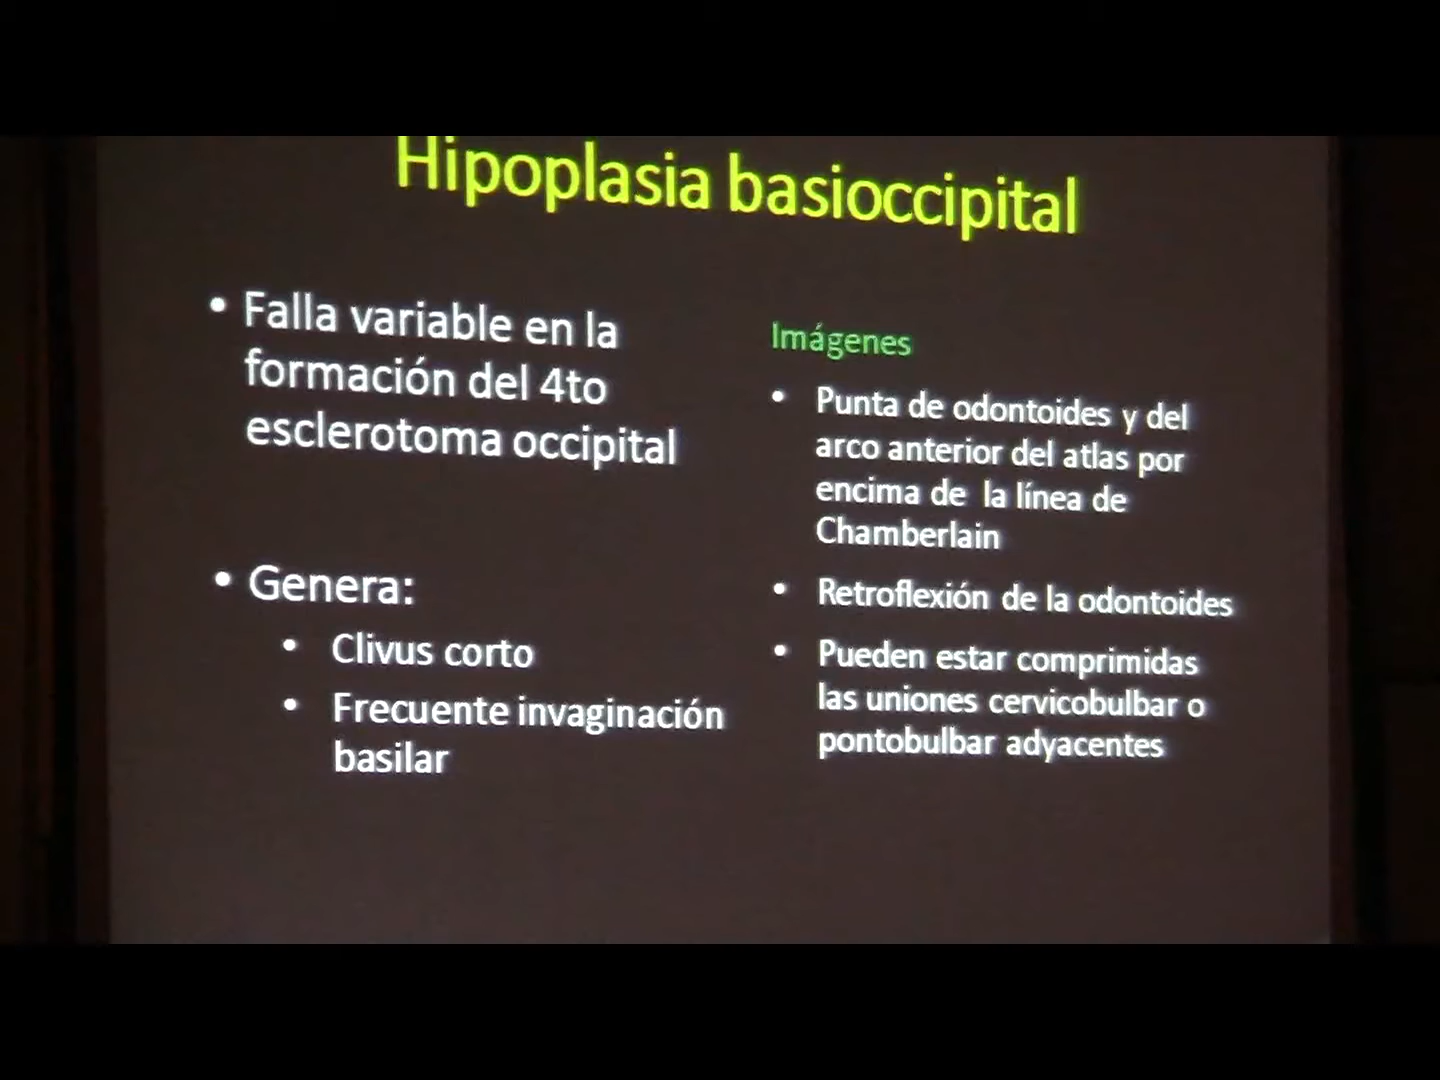 Hipoplasia basioccipital
• Falla variable en la
formación del 4to
esclerotoma occipital
• Genera:
• Clivus corto
• Frecuente invaginación
basilar
Imágenes
• Punta de odontoides y del
arco anterior del atlas por
encima de la línea de
Chamberlain
• Retroflexión de la odontoides
• Pueden estar comprimidas
las uniones cervicobulbar o
pontobulbar adyacentes